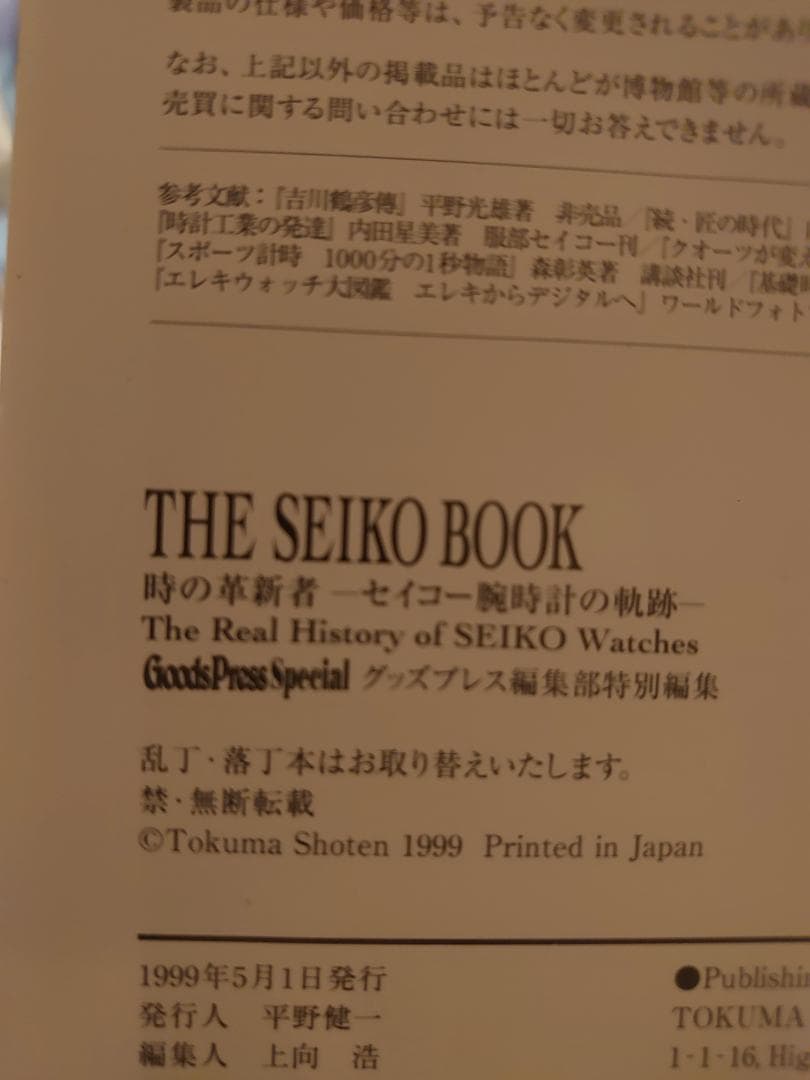 製品の仕様や価格等は、予告なく変更されることがあり
なお、上記以外の掲載品はほとんどが博物館等の所蔵
売買に関する問い合わせには一切お答えできません。
参考文献：『吉川鶴彦傳』平野光雄著　非売品／『続・匠の時代』
『時計工業の発達』内田星美著　服部セイコー刊／『クオーツが変え
『スポーツ計時　1000分の1秒物語』森彰英著　講談社刊／『基礎時
『エレキウォッチ大図鑑　エレキからデジタルへ』ワールドフォト
THE SEIKO BOOK
時の革新者 ―セイコー腕時計の軌跡―
The Real History of SEIKO Watches
GoodsPress Special グッズプレス編集部特別編集
乱丁・落丁本はお取り替えいたします。
禁・無断転載
©Tokuma Shoten 1999 Printed in Japan
1999年5月1日発行
発行人　平野健一
編集人　上向　浩
●Publishin
TOKUMA
1-1-16, Hig